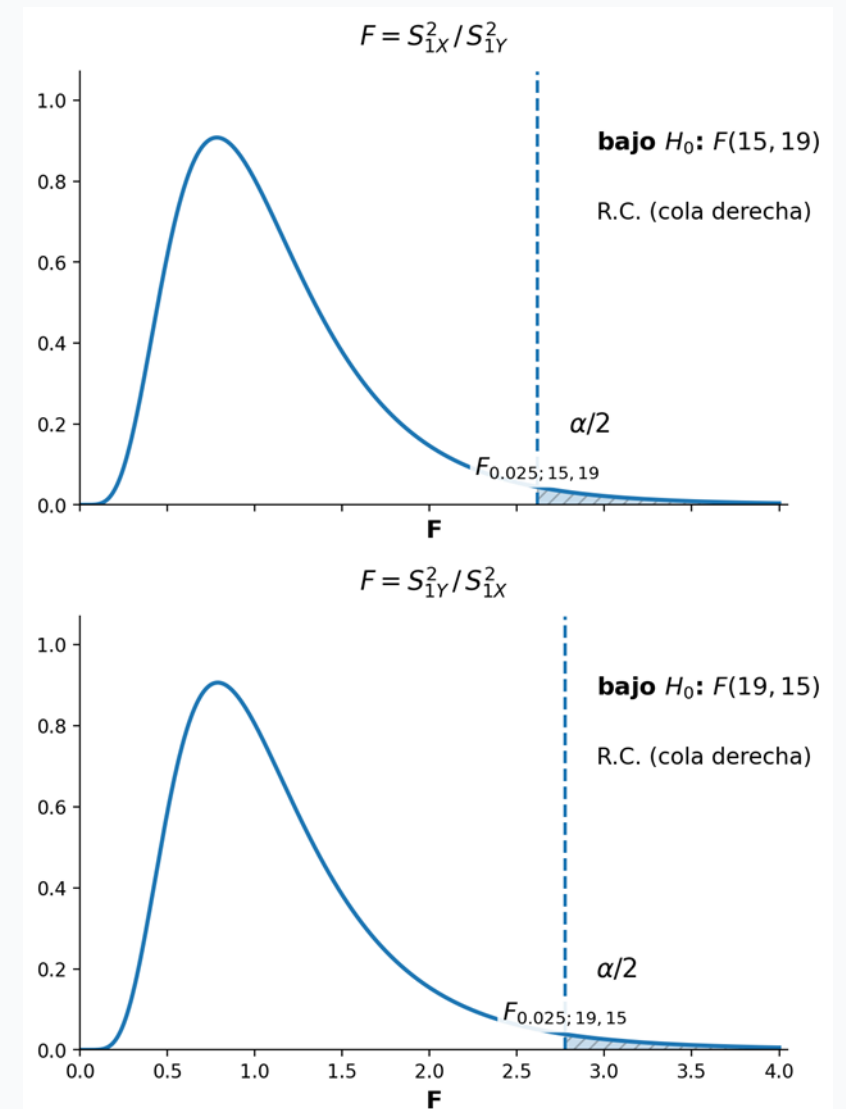 F = S²₁X / S²₁Y
1.0
bajo H₀: F(15, 19)
0.8
R.C. (cola derecha)
0.6
0.4
0.2
α/2
F₀.₀₂₅; ₁₅, ₁₉
0.0
F
F = S²₁Y / S²₁X
1.0
bajo H₀: F(19, 15)
0.8
R.C. (cola derecha)
0.6
0.4
0.2
α/2
F₀.₀₂₅; ₁₉, ₁₅
0.0
0.0 0.5 1.0 1.5 2.0 2.5 3.0 3.5 4.0
F